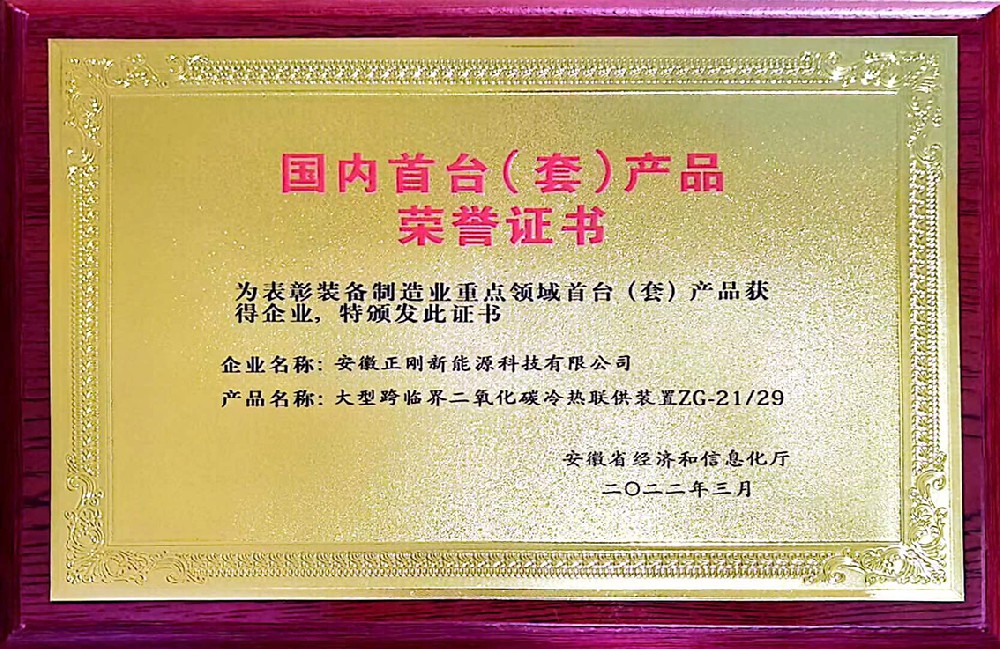 国内首台(套)产品
荣誉证书
为表彰装备制造业重点领域首台(套)产品获
得企业,特颁发此证书
企业名称:安徽正刚新能源科技有限公司
产品名称:大型跨临界二氧化碳冷热联供装置ZG-21/29
安徽省经济和信息化厅
二〇二二年三月